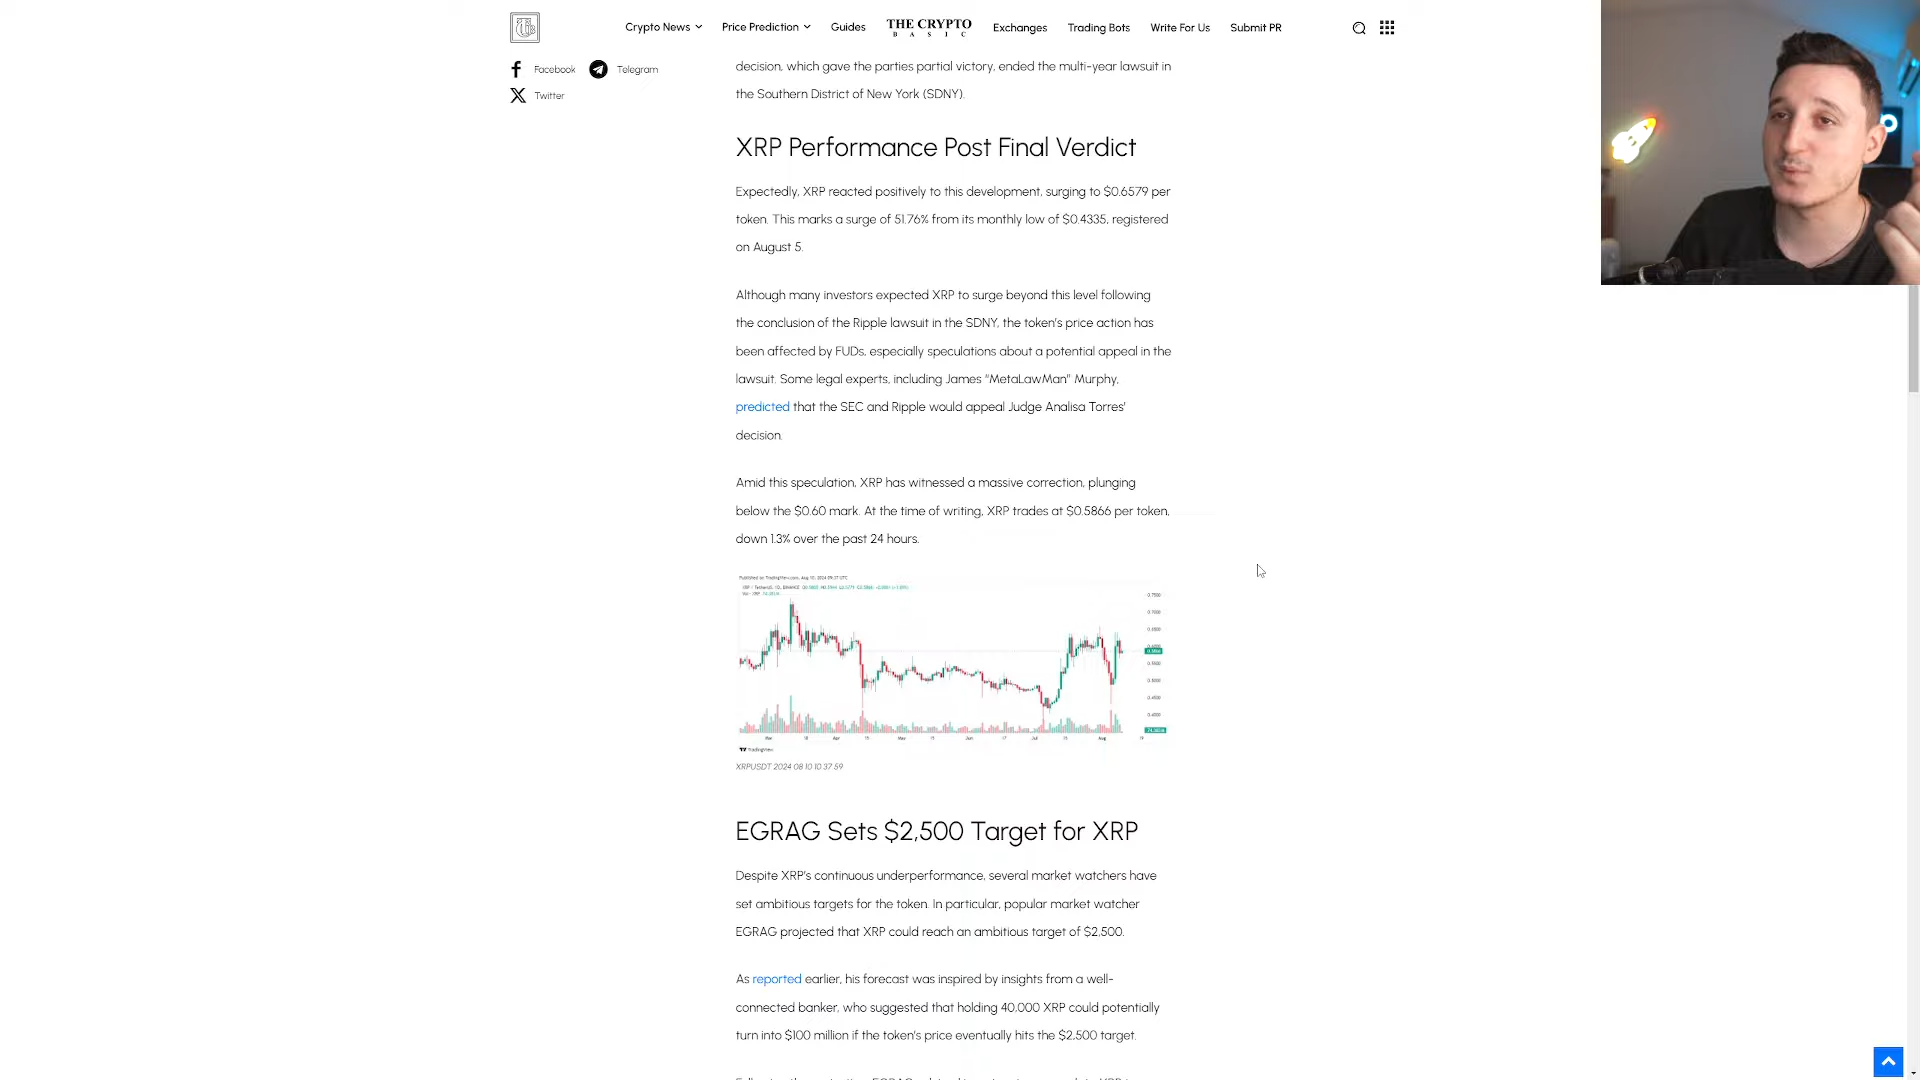 Crypto News
Price Prediction
Guides
THE CRYPTO
BASIC
Exchanges
Trading Bots
Write For Us
Submit PR
Facebook
Telegram
Twitter
decision, which gave the parties partial victory, ended the multi-year lawsuit in
the Southern District of New York (SDNY).
XRP Performance Post Final Verdict
Expectedly, XRP reacted positively to this development, surging to $0.6579 per
token. This marks a surge of 51.76% from its monthly low of $0.4335, registered
on August 5.
Although many investors expected XRP to surge beyond this level following
the conclusion of the Ripple lawsuit in the SDNY, the token's price action has
been affected by FUDs, especially speculations about a potential appeal in the
lawsuit. Some legal experts, including James “MetaLawMan” Murphy,
predicted that the SEC and Ripple would appeal Judge Analisa Torres'
decision.
Amid this speculation, XRP has witnessed a massive correction, plunging
below the $0.60 mark. At the time of writing, XRP trades at $0.5866 per token,
down 1.3% over the past 24 hours.
TradingView
XRPUSDT 2024 08 10 10 37 59
EGRAG Sets $2,500 Target for XRP
Despite XRP's continuous underperformance, several market watchers have
set ambitious targets for the token. In particular, popular market watcher
EGRAG projected that XRP could reach an ambitious target of $2,500.
As reported earlier, his forecast was inspired by insights from a well-
connected banker, who suggested that holding 40,000 XRP could potentially
turn into $100 million if the token's price eventually hits the $2,500 target.